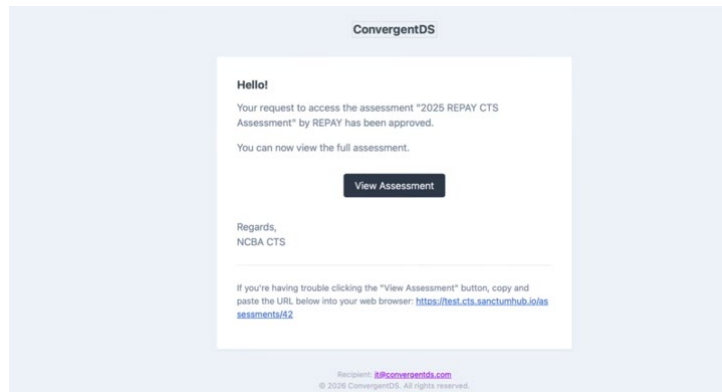 ConvergentDS
Hello!
Your request to access the assessment "2025 REPAY CTS
Assessment" by REPAY has been approved.
You can now view the full assessment.
View Assessment
Regards,
NCBA CTS
If you're having trouble clicking the "View Assessment" button, copy and
paste the URL below into your web browser: https://test.cts.sanctumhub.io/as
sessments/42
Recipient: it@convergentds.com
© 2026 ConvergentDS. All rights reserved.